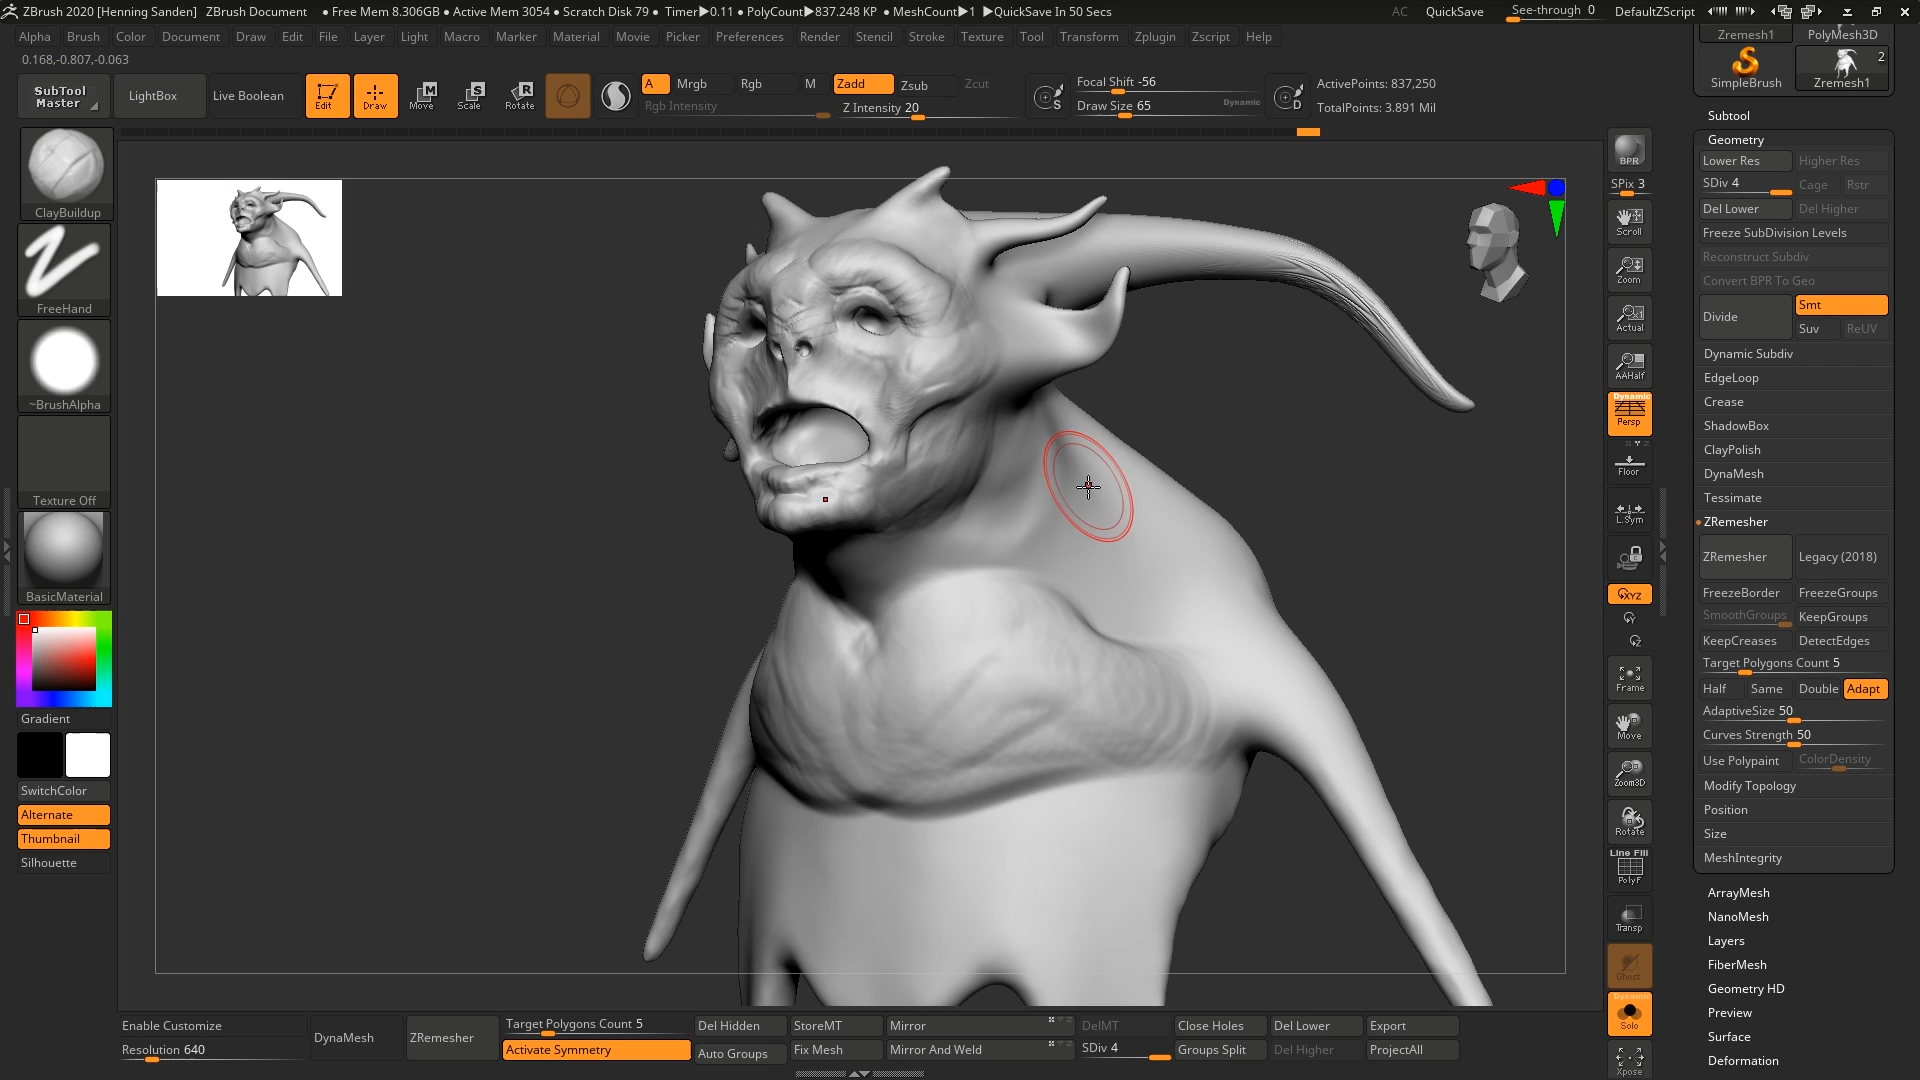 ZBrush 2020 [Henning Sanden] ZBrush Document • Free Mem 8.306GB • Active Mem 3054 • Scratch Disk 79 • Timer▶0.11 • PolyCount▶837.248 KP • MeshCount▶1 ▶QuickSave In 50 Secs AC QuickSave See-through 0 DefaultZScript
Alpha Brush Color Document Draw Edit File Layer Light Macro Marker Material Movie Picker Preferences Render Stencil Stroke Texture Tool Transform Zplugin Zscript Help
0.168,-0.807,-0.063
SubTool
Master
LightBox
Live Boolean
Edit
Draw
Move
Scale
Rotate
A Mrgb Rgb M Zadd Zsub Zcut
Rgb Intensity Z Intensity 20
S
Focal Shift -56
Draw Size 65 Dynamic
D
ActivePoints: 837,250
TotalPoints: 3.891 Mil
ClayBuildup
FreeHand
~BrushAlpha
Texture Off
BasicMaterial
Gradient
SwitchColor
Alternate
Thumbnail
Silhouette
BPR
SPix 3
Scroll
Zoom
Actual
AAHalf
Dynamic
Persp
Floor
L.Sym
XYZ
Frame
Move
Zoom3D
Rotate
Line Fill
PolyF
Transp
Ghost
Dynamic
Solo
Xpose
Zremesh1 PolyMesh3D
2
SimpleBrush Zremesh1
Subtool
Geometry
Lower Res Higher Res
SDiv 4 Cage Rstr
Del Lower Del Higher
Freeze SubDivision Levels
Reconstruct Subdiv
Convert BPR To Geo
Divide Smt
Suv ReUV
Dynamic Subdiv
EdgeLoop
Crease
ShadowBox
ClayPolish
DynaMesh
Tessimate
ZRemesher
ZRemesher Legacy (2018)
FreezeBorder FreezeGroups
SmoothGroups KeepGroups
KeepCreases DetectEdges
Target Polygons Count 5
Half Same Double Adapt
AdaptiveSize 50
Curves Strength 50
Use Polypaint ColorDensity
Modify Topology
Position
Size
MeshIntegrity
ArrayMesh
NanoMesh
Layers
FiberMesh
Geometry HD
Preview
Surface
Deformation
Enable Customize
Resolution 640
DynaMesh
ZRemesher
Target Polygons Count 5
Activate Symmetry
Del Hidden StoreMT Mirror DelMT Close Holes Del Lower Export
Auto Groups Fix Mesh Mirror And Weld SDiv 4 Groups Split Del Higher ProjectAll